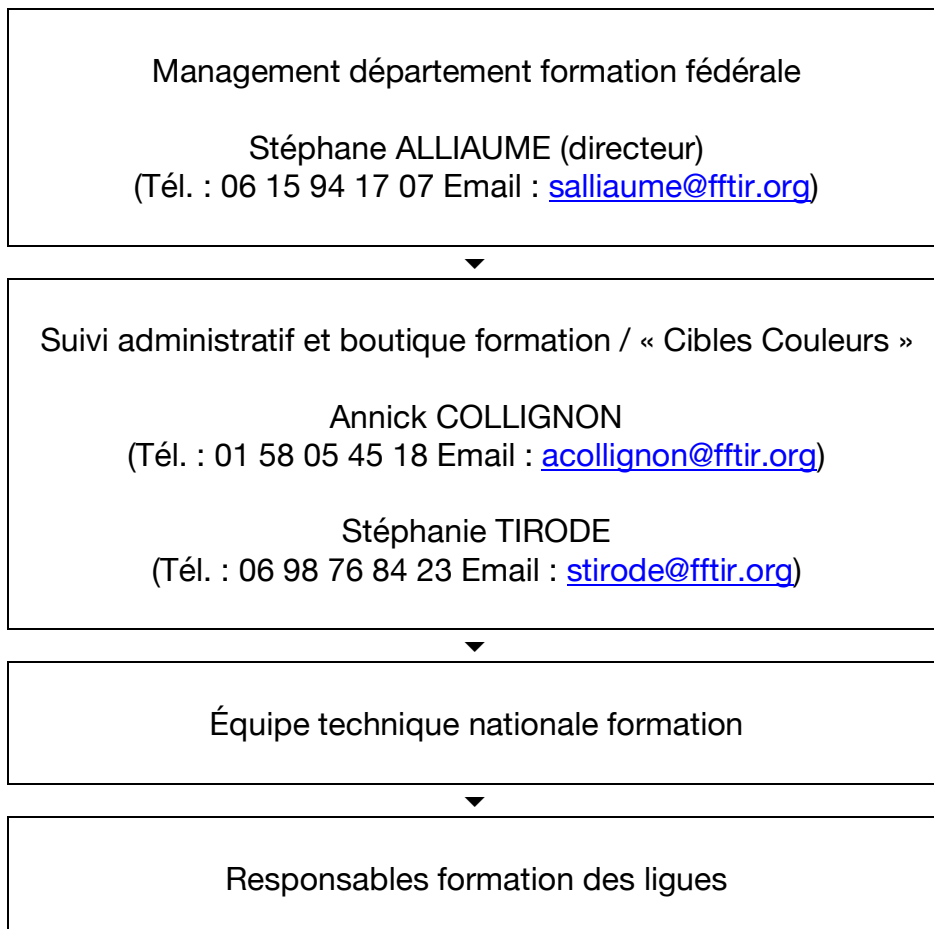 Management département formation fédérale
Stéphane ALLIAUME (directeur)
(Tél. : 06 15 94 17 07 Email : salliaume@fftir.org)
Suivi administratif et boutique formation / « Cibles Couleurs »
Annick COLLIGNON
(Tél. : 01 58 05 45 18 Email : acollignon@fftir.org)
Stéphanie TIRODE
(Tél. : 06 98 76 84 23 Email : stirode@fftir.org)
Équipe technique nationale formation
Responsables formation des ligues